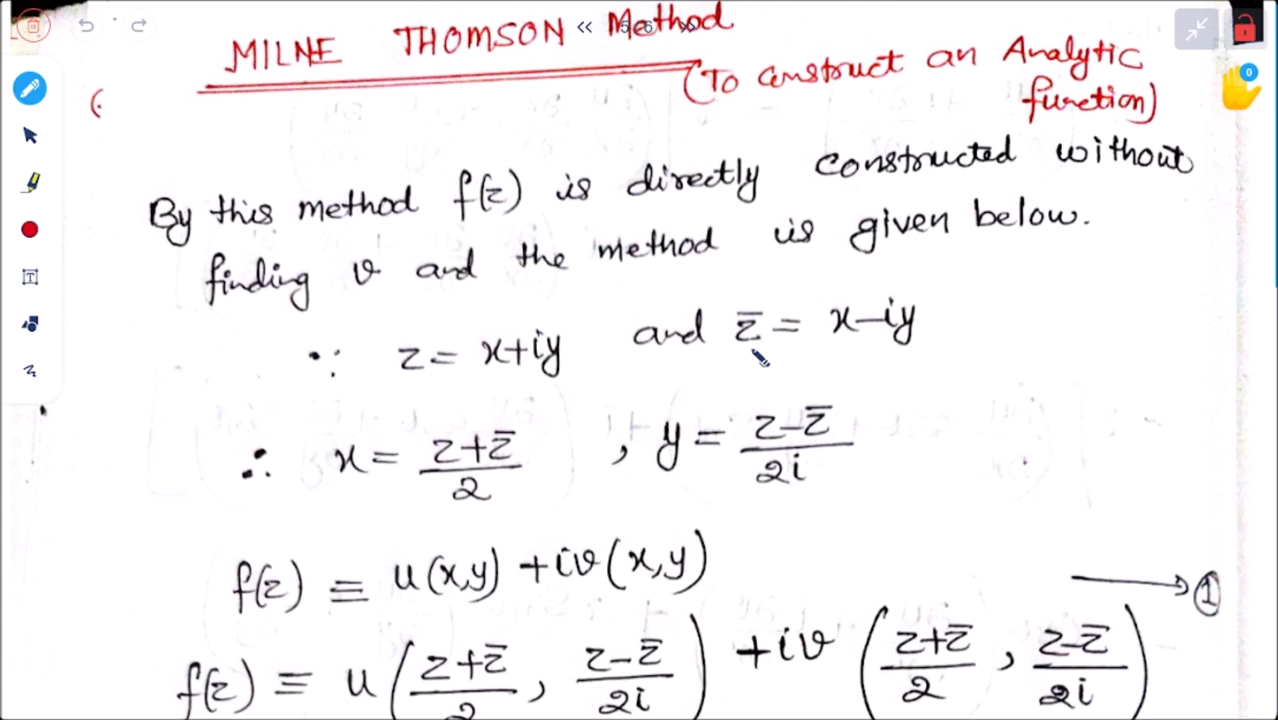 MILNE THOMSON Method
(To construct an Analytic
function)
By this method f(z) is directly constructed without
finding v and the method is given below.
∵ z = x+iy and z̅ = x-iy
∴ x = (z+z̅)/2 , y = (z-z̅)/2i
f(z) ≡ u(x,y) + iv(x,y)
f(z) ≡ u((z+z̅)/2, (z-z̅)/2i) + iv((z+z̅)/2, (z-z̅)/2i) → ①